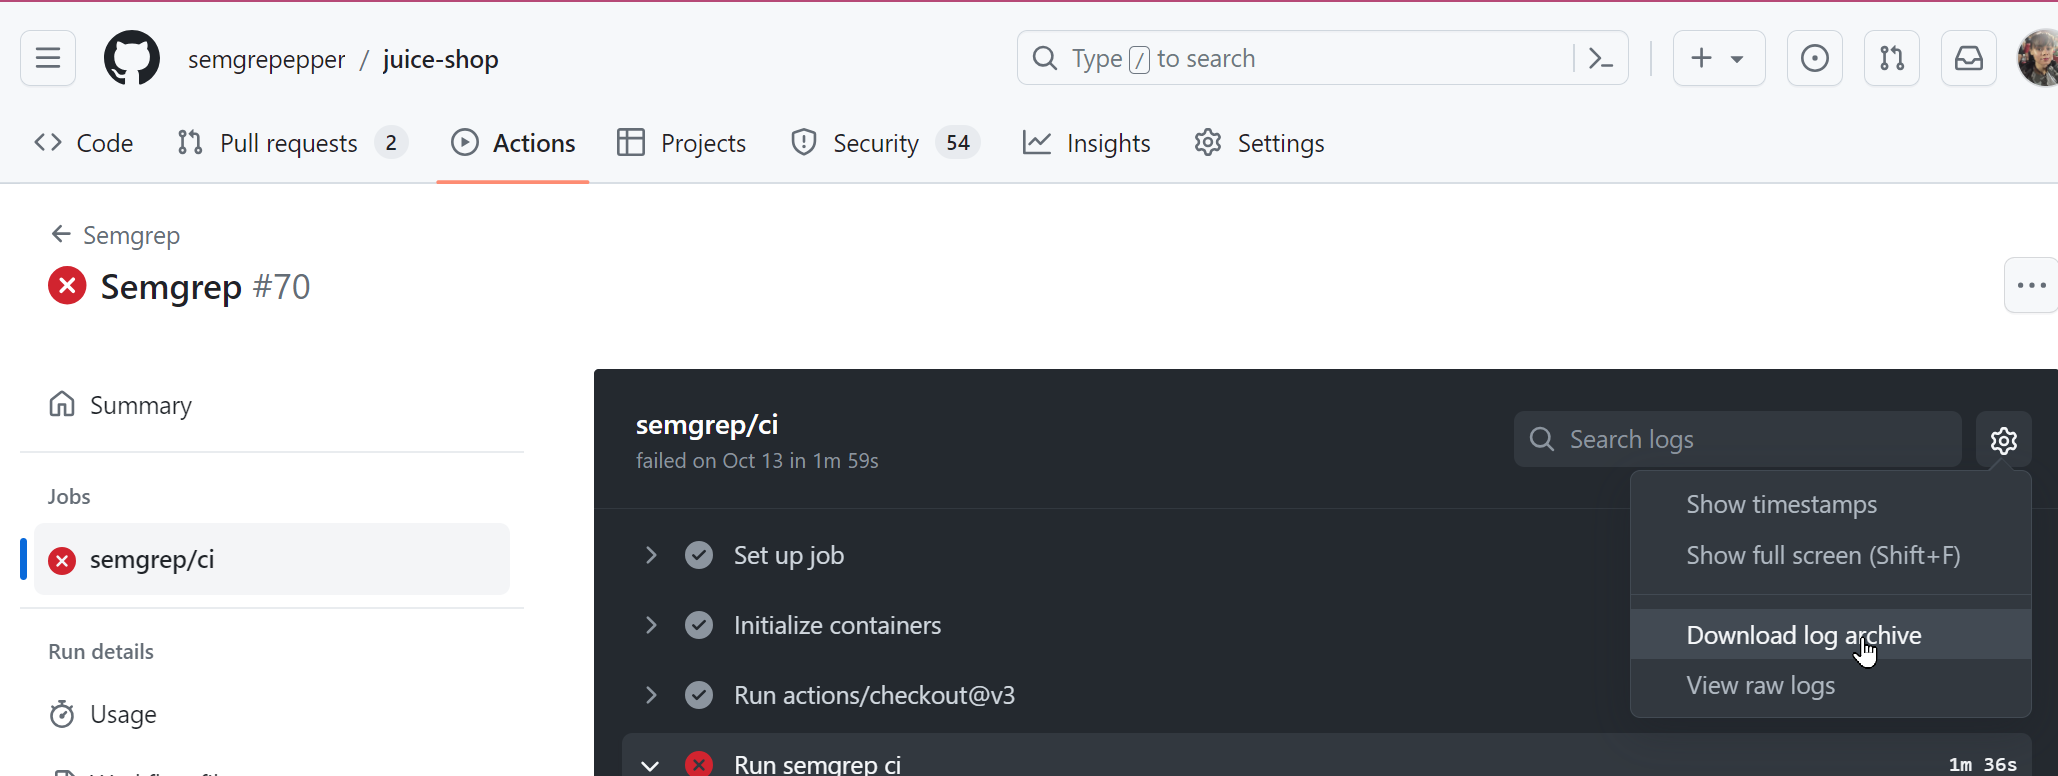 semgrepepper / juice-shop
Type / to search
Code
Pull requests 2
Actions
Projects
Security 54
Insights
Settings
Semgrep
Semgrep #70
Summary
Jobs
semgrep/ci
Run details
Usage
semgrep/ci
failed on Oct 13 in 1m 59s
Search logs
Show timestamps
Show full screen (Shift+F)
Download log archive
View raw logs
Set up job
Initialize containers
Run actions/checkout@v3
Run semgrep ci
1m 36s